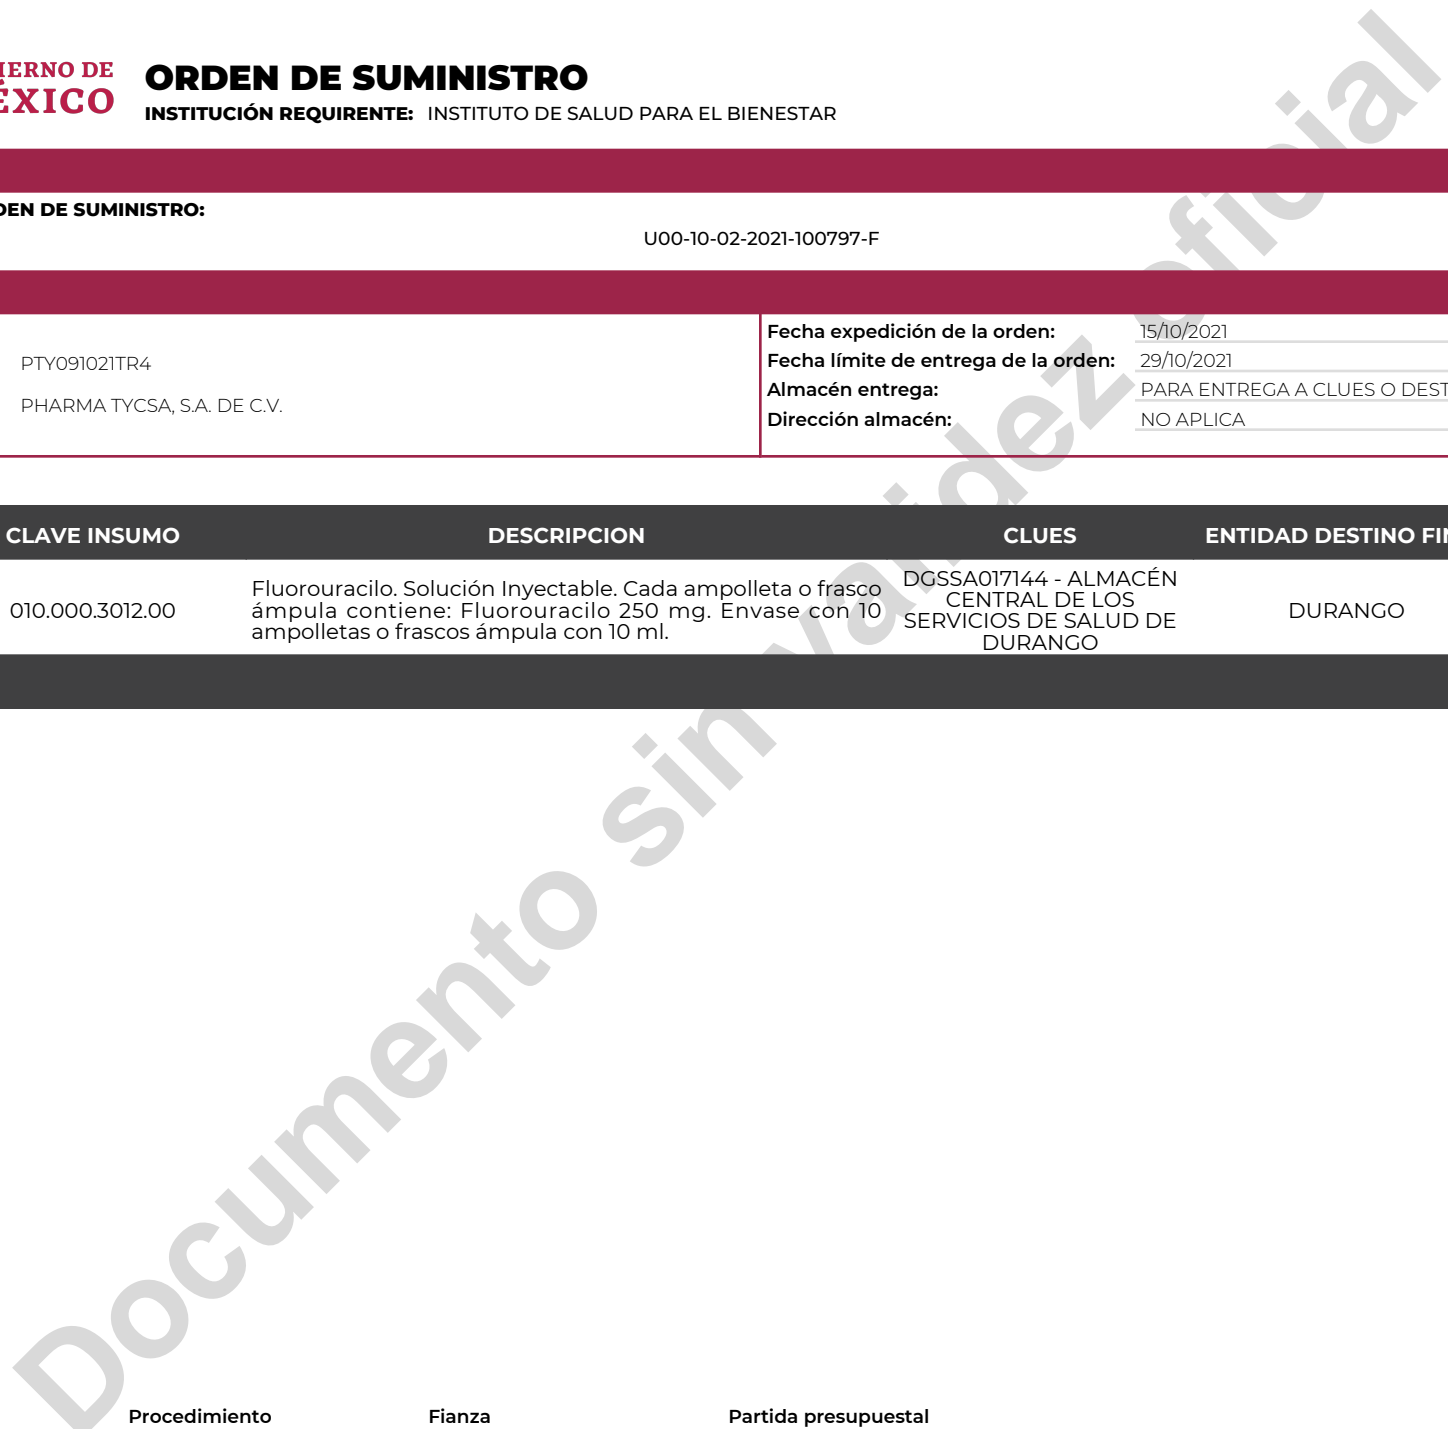 IERNO DE
ÉXICO
ORDEN DE SUMINISTRO
INSTITUCIÓN REQUIRENTE: INSTITUTO DE SALUD PARA EL BIENESTAR
DEN DE SUMINISTRO:
U00-10-02-2021-100797-F
PTY091021TR4
PHARMA TYCSA, S.A. DE C.V.
Fecha expedición de la orden: 15/10/2021
Fecha límite de entrega de la orden: 29/10/2021
Almacén entrega: PARA ENTREGA A CLUES O DEST
Dirección almacén: NO APLICA
CLAVE INSUMO DESCRIPCION CLUES ENTIDAD DESTINO FIN
010.000.3012.00
Fluorouracilo. Solución Inyectable. Cada ampolleta o frasco
ámpula contiene: Fluorouracilo 250 mg. Envase con 10
ampolletas o frascos ámpula con 10 ml.
DGSSA017144 - ALMACÉN
CENTRAL DE LOS
SERVICIOS DE SALUD DE
DURANGO
DURANGO
Documento sin validez oficial
Procedimiento Fianza Partida presupuestal